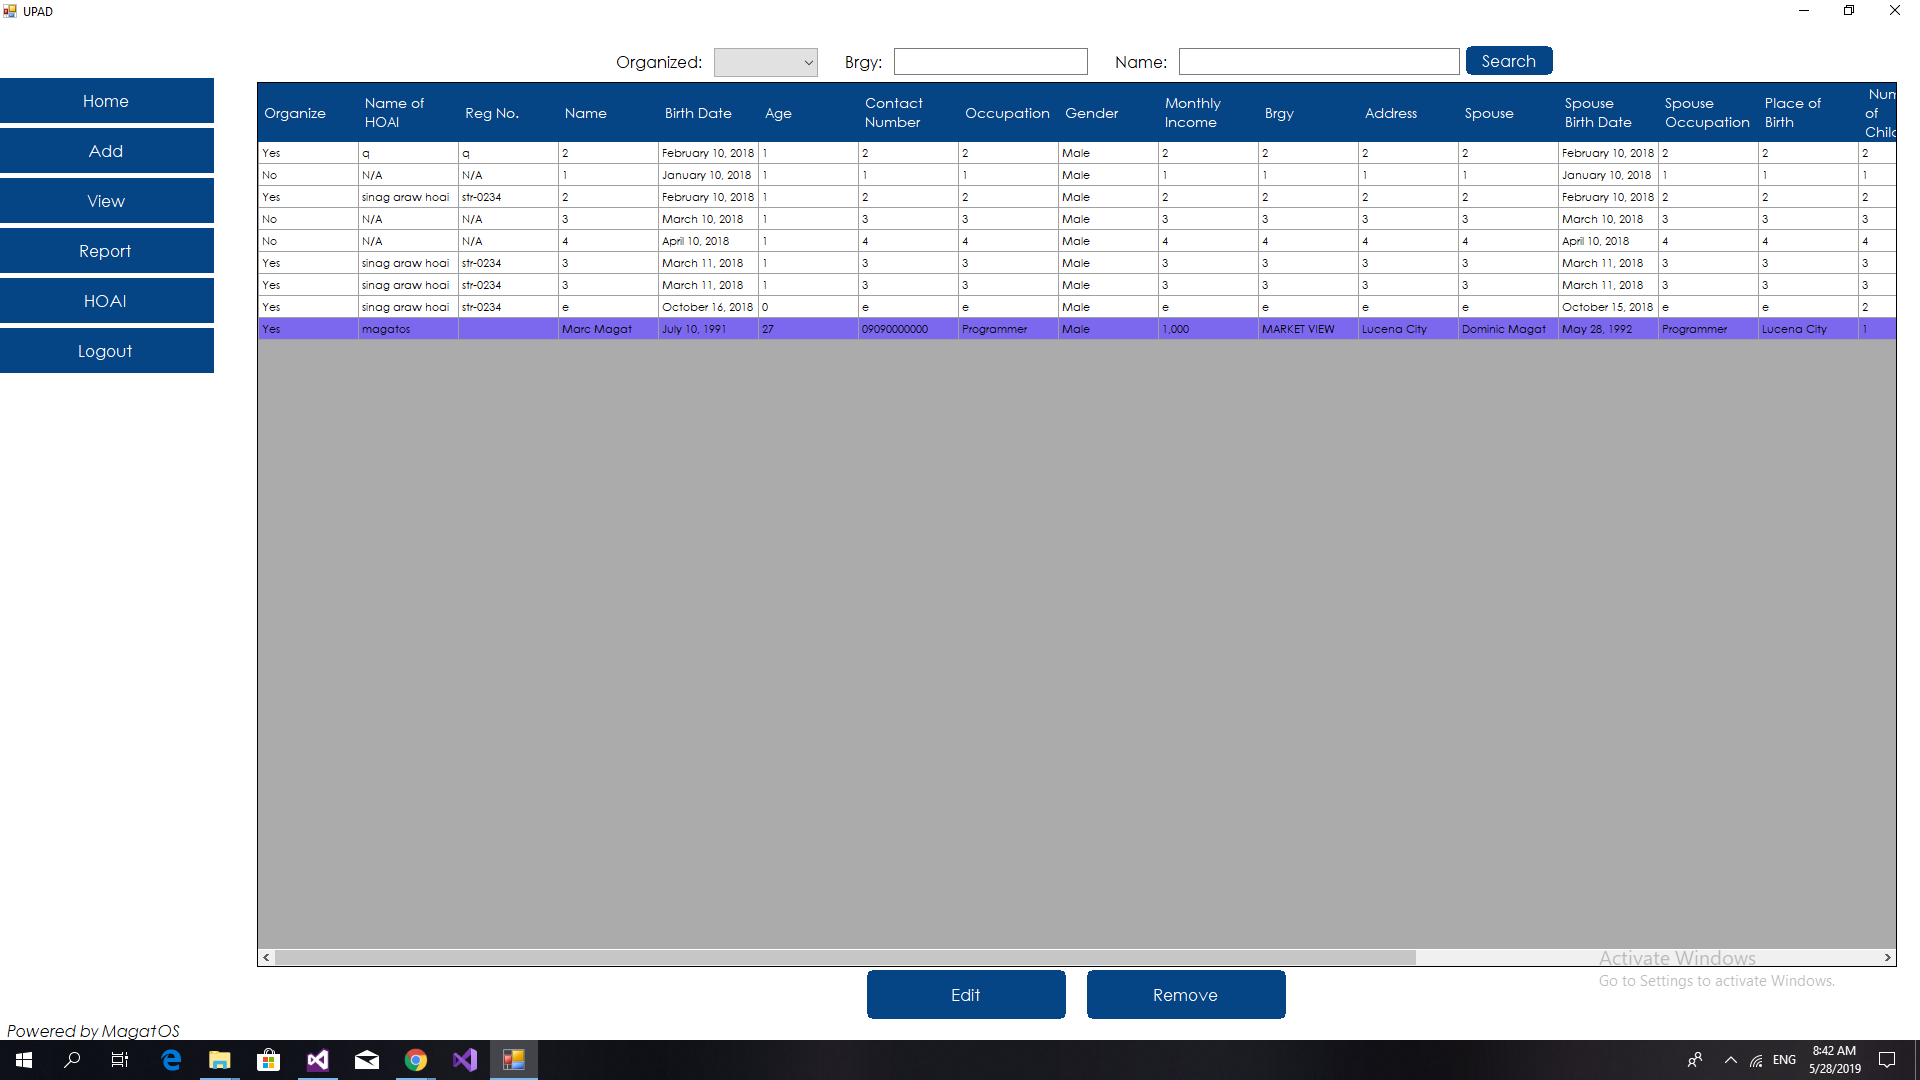 UPAD
Organized: Brgy: Name: Search
Home
Add
View
Report
HOAI
Logout
Organize Name of HOAI Reg No. Name Birth Date Age Contact Number Occupation Gender Monthly Income Brgy Address Spouse Spouse Birth Date Spouse Occupation Place of Birth Num of Chilc
Yes q q 2 February 10, 2018 1 2 2 Male 2 2 2 2 February 10, 2018 2 2 2
No N/A N/A 1 January 10, 2018 1 1 1 Male 1 1 1 1 January 10, 2018 1 1 1
Yes sinag araw hoai str-0234 2 February 10, 2018 1 2 2 Male 2 2 2 2 February 10, 2018 2 2 2
No N/A N/A 3 March 10, 2018 1 3 3 Male 3 3 3 3 March 10, 2018 3 3 3
No N/A N/A 4 April 10, 2018 1 4 4 Male 4 4 4 4 April 10, 2018 4 4 4
Yes sinag araw hoai str-0234 3 March 11, 2018 1 3 3 Male 3 3 3 3 March 11, 2018 3 3 3
Yes sinag araw hoai str-0234 3 March 11, 2018 1 3 3 Male 3 3 3 3 March 11, 2018 3 3 3
Yes sinag araw hoai str-0234 e October 16, 2018 0 e e Male e e e e October 15, 2018 e e 2
Yes magatos Marc Magat July 10, 1991 27 09090000000 Programmer Male 1,000 MARKET VIEW Lucena City Dominic Magat May 28, 1992 Programmer Lucena City 1
Activate Windows
Go to Settings to activate Windows.
Edit Remove
Powered by MagatOS
ENG
8:42 AM
5/28/2019